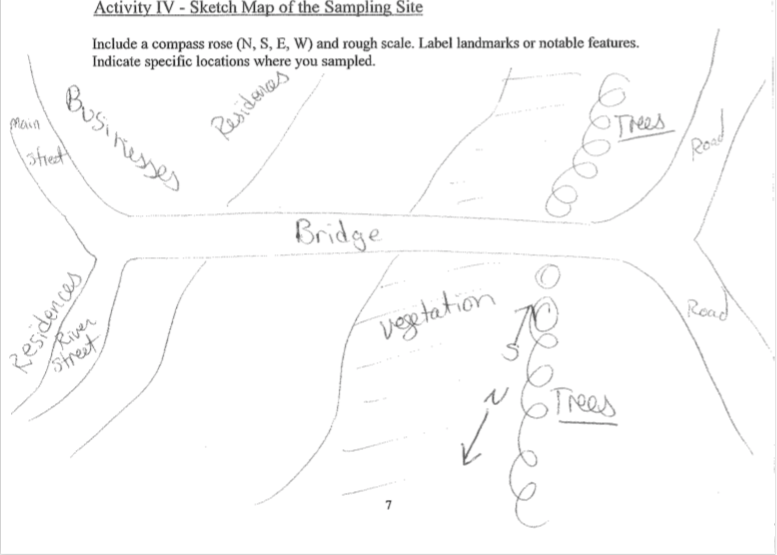 Activity IV - Sketch Map of the Sampling Site
Include a compass rose (N, S, E, W) and rough scale. Label landmarks or notable features.
Indicate specific locations where you sampled.
Main
Street
Businesses
Residences
Trees
Road
Bridge
Residences
River
Street
vegetation
S
N
Trees
Road
7